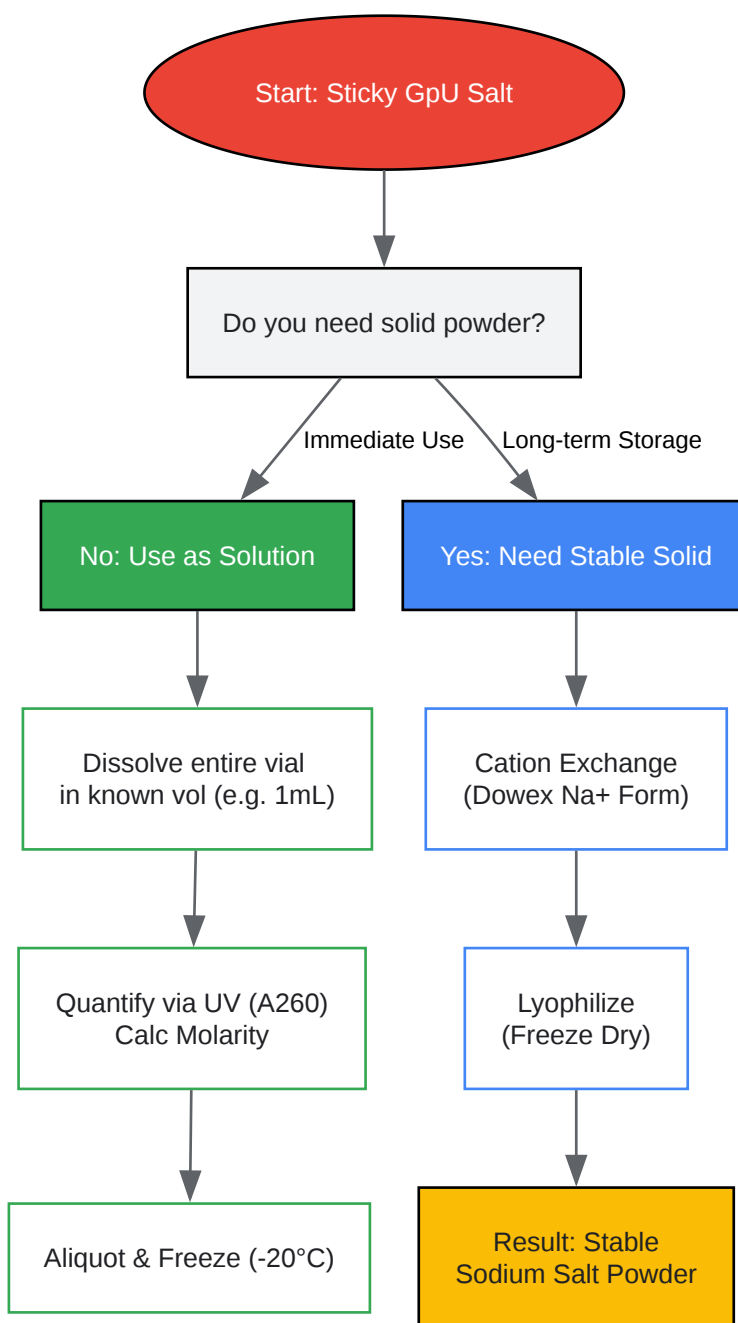 Start: Sticky GpU Salt
Do you need solid powder?
Immediate Use
Long-term Storage
No: Use as Solution
Yes: Need Stable Solid
Dissolve entire vial
in known vol (e.g. 1mL)
Cation Exchange
(Dowex Na+ Form)
Quantify via UV (A260)
Calc Molarity
Lyophilize
(Freeze Dry)
Aliquot & Freeze (-20°C)
Result: Stable
Sodium Salt Powder